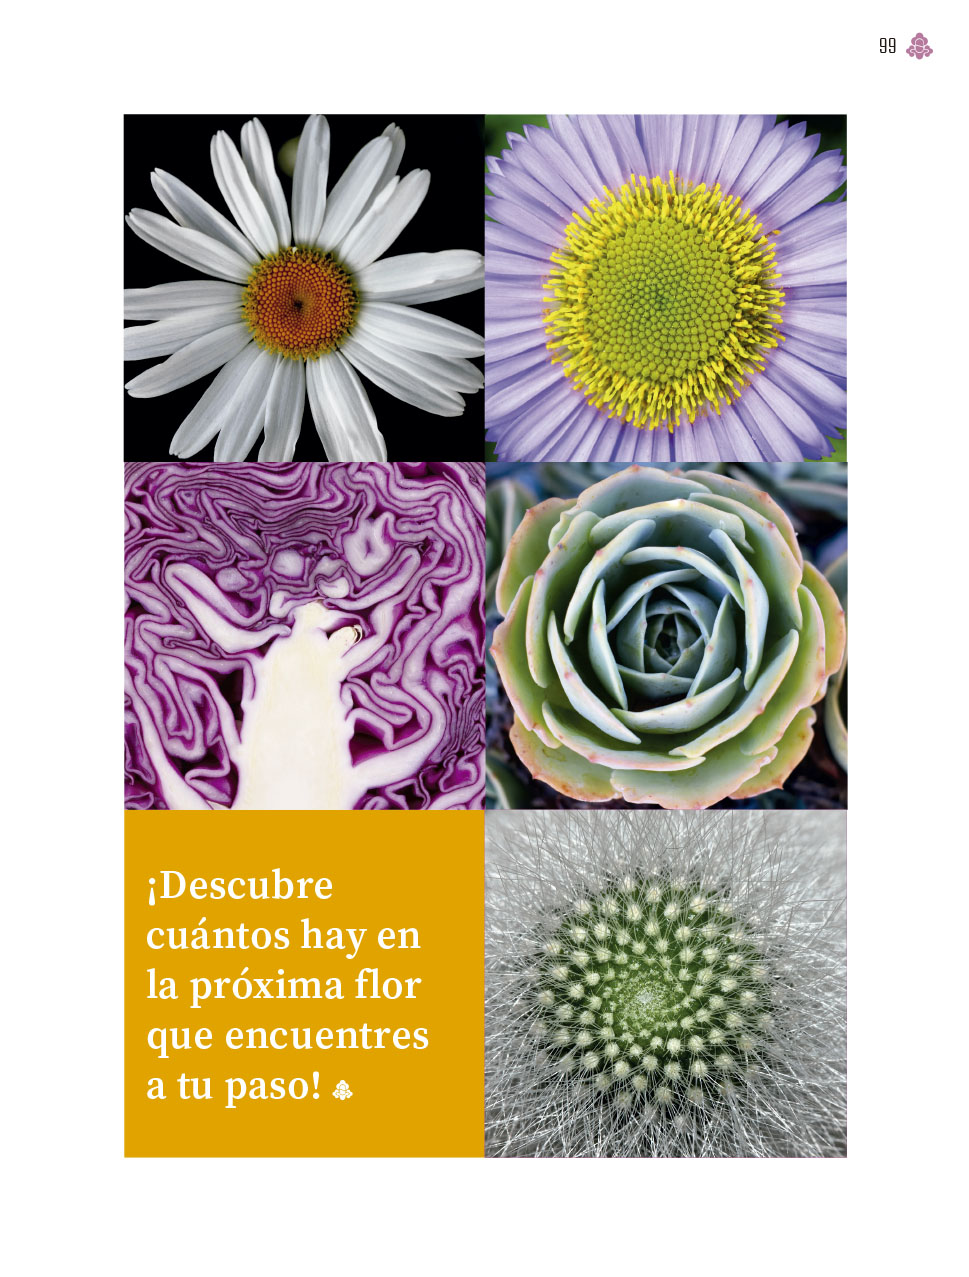 99
¡Descubre
cuántos hay en
la próxima flor
que encuentres
a tu paso!